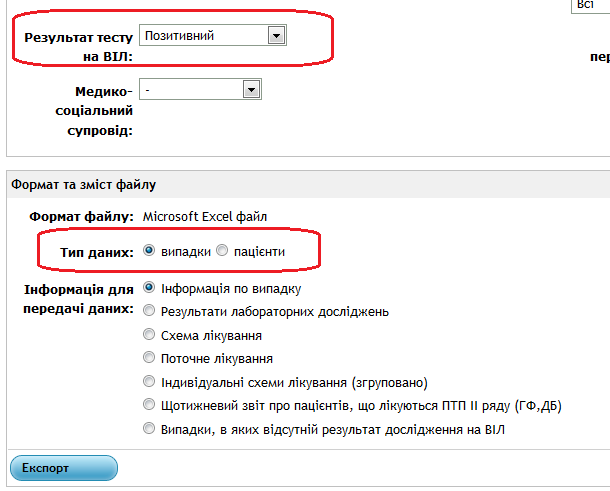 Всі
Результат тесту на ВІЛ: Позитивний
пер
Медико-
соціальний
супровід: -
Формат та зміст файлу
Формат файлу: Microsoft Excel файл
Тип даних: випадки пацієнти
Інформація для передачі даних: Інформація по випадку
Результати лабораторних досліджень
Схема лікування
Поточне лікування
Індивідуальні схеми лікування (згруповано)
Щотижневий звіт про пацієнтів, що лікуються ПТП II ряду (ГФ,ДБ)
Випадки, в яких відсутній результат дослідження на ВІЛ
Експорт